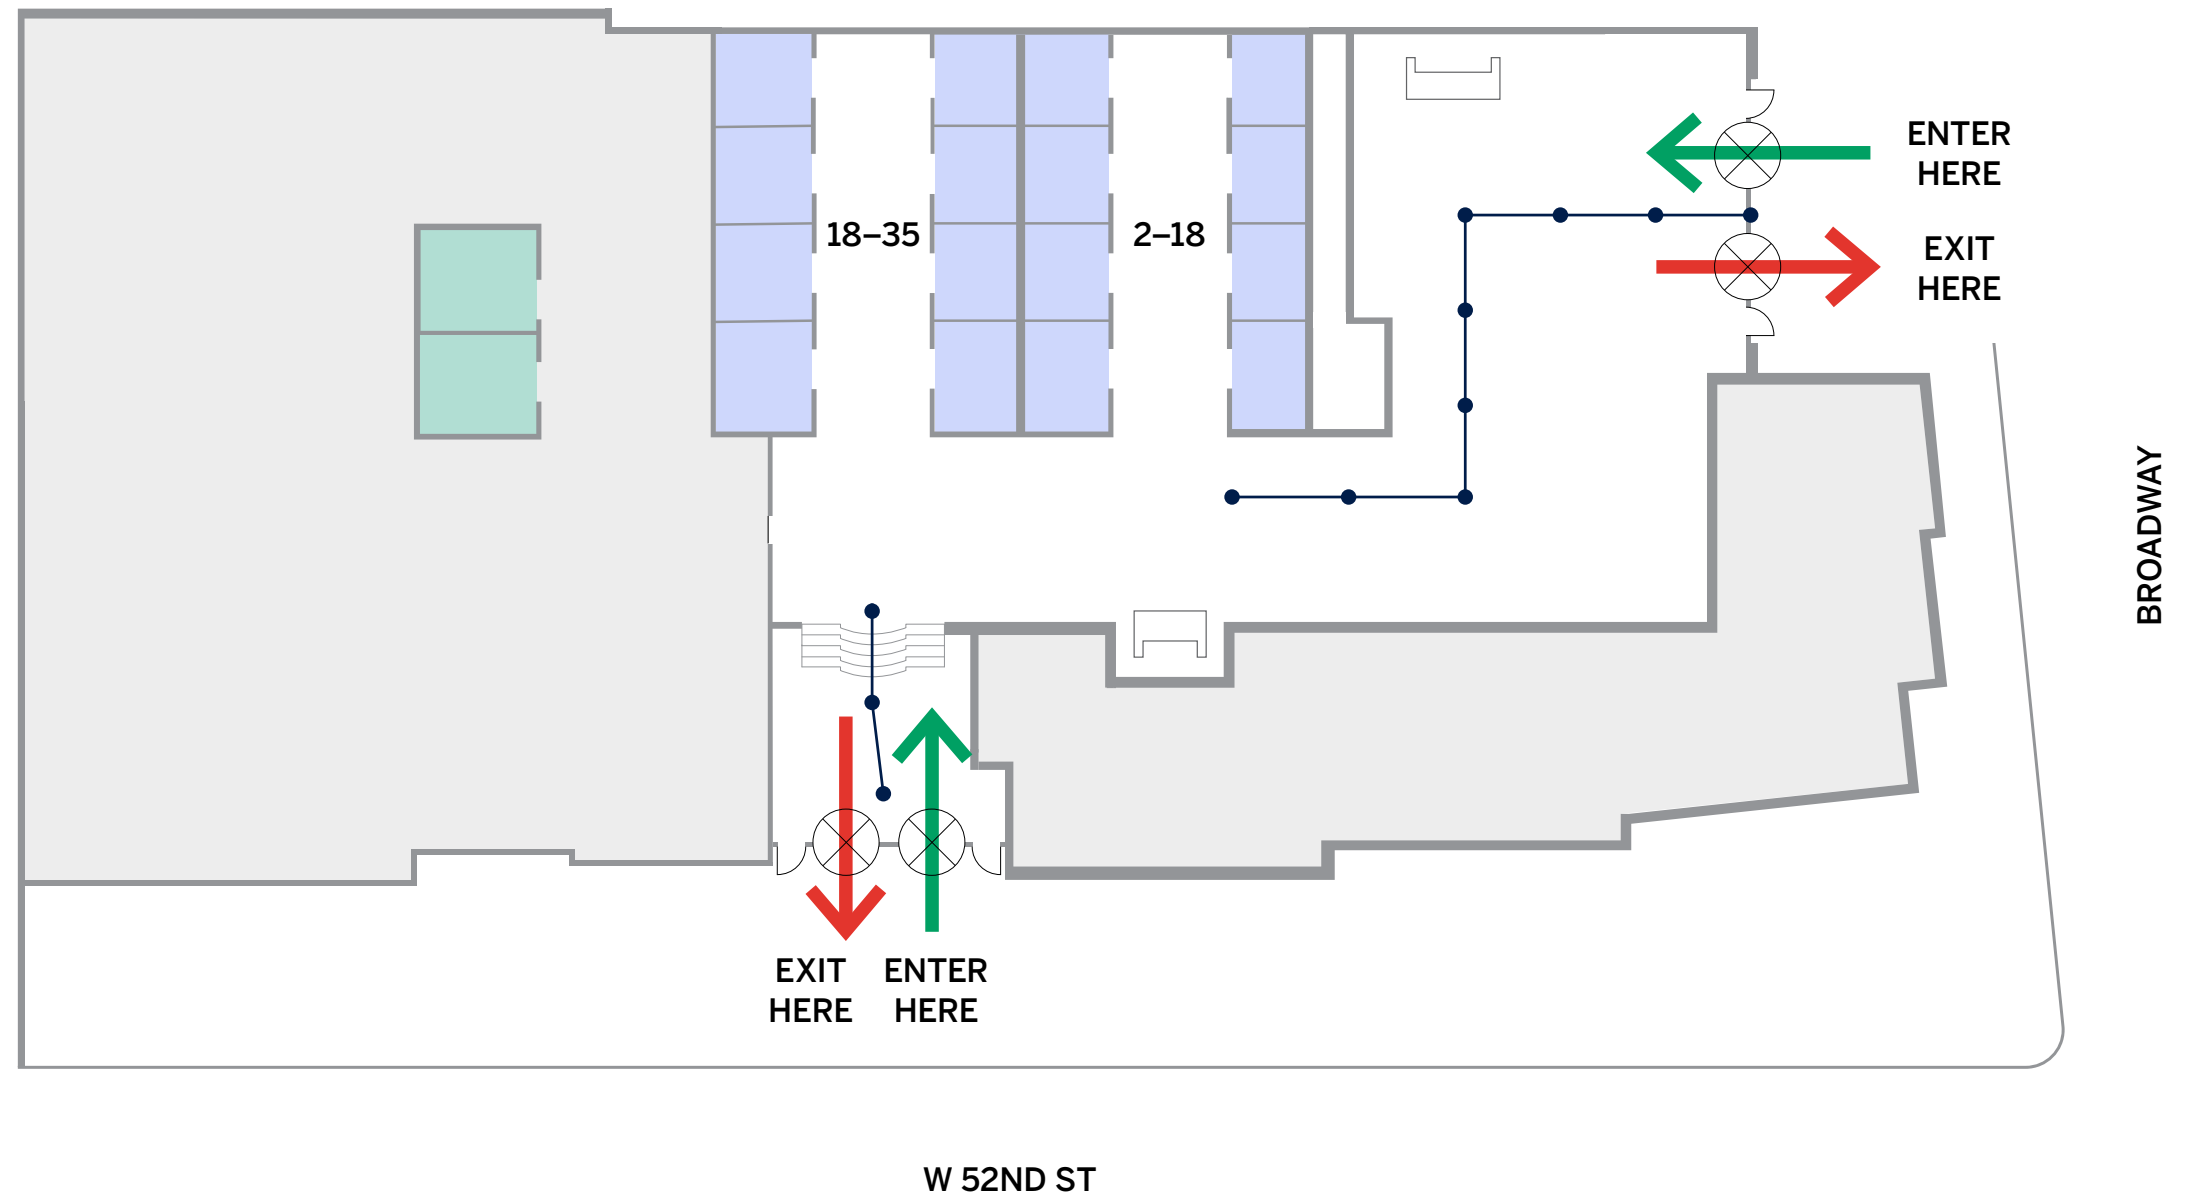 ENTER
HERE
18–35
2–18
EXIT
HERE
BROADWAY
EXIT
HERE
ENTER
HERE
W 52ND ST